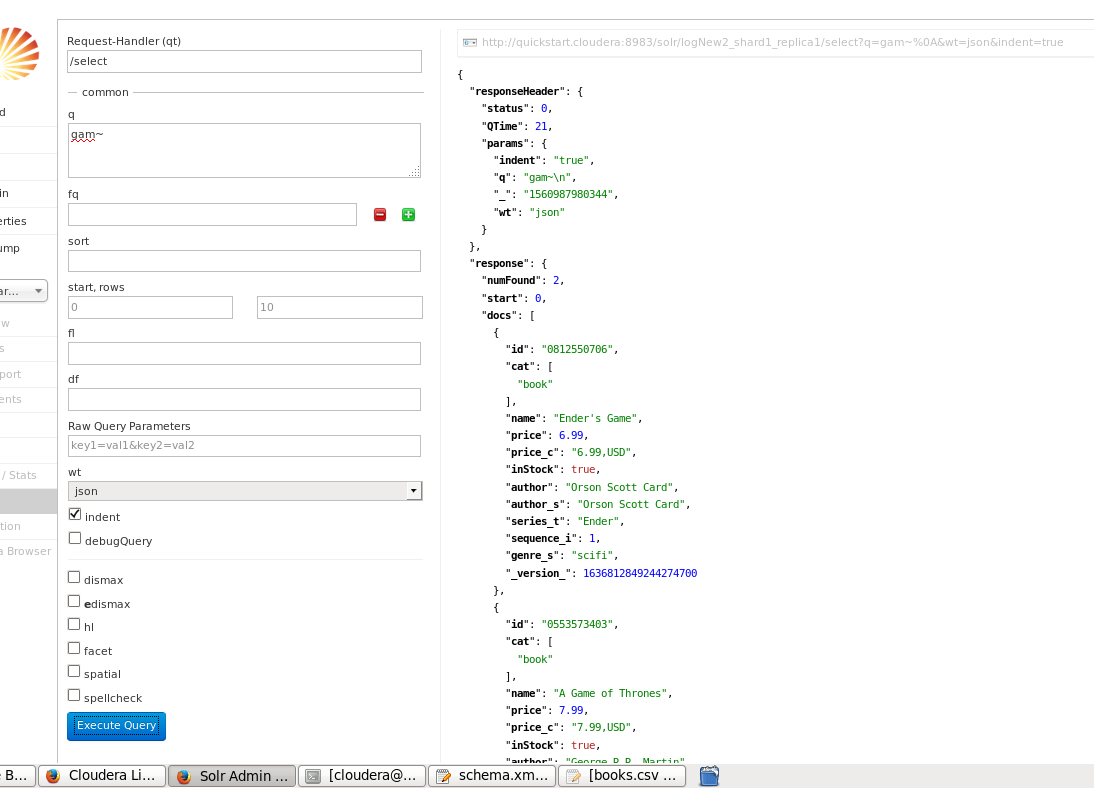 d
in
erties
ump
ar...
w
s
port
ents
/ Stats
tion
a Browser
Request-Handler (qt)
/select
common
q
gam~
fq
sort
start, rows
0 10
fl
df
Raw Query Parameters
key1=val1&key2=val2
wt
json
indent
debugQuery
dismax
edismax
hl
facet
spatial
spellcheck
Execute Query
http://quickstart.cloudera:8983/solr/logNew2_shard1_replica1/select?q=gam~%0A&wt=json&indent=true
{
"responseHeader": {
"status": 0,
"QTime": 21,
"params": {
"indent": "true",
"q": "gam~\n",
"_": "1560987980344",
"wt": "json"
}
},
"response": {
"numFound": 2,
"start": 0,
"docs": [
{
"id": "0812550706",
"cat": [
"book"
],
"name": "Ender's Game",
"price": 6.99,
"price_c": "6.99,USD",
"inStock": true,
"author": "Orson Scott Card",
"author_s": "Orson Scott Card",
"series_t": "Ender",
"sequence_i": 1,
"genre_s": "scifi",
"_version_": 1636812849244274700
},
{
"id": "0553573403",
"cat": [
"book"
],
"name": "A Game of Thrones",
"price": 7.99,
"price_c": "7.99,USD",
"inStock": true,
"author": "George R.R. Martin",
e B... Cloudera Li... Solr Admin ... [cloudera@... schema.xm... [books.csv ...